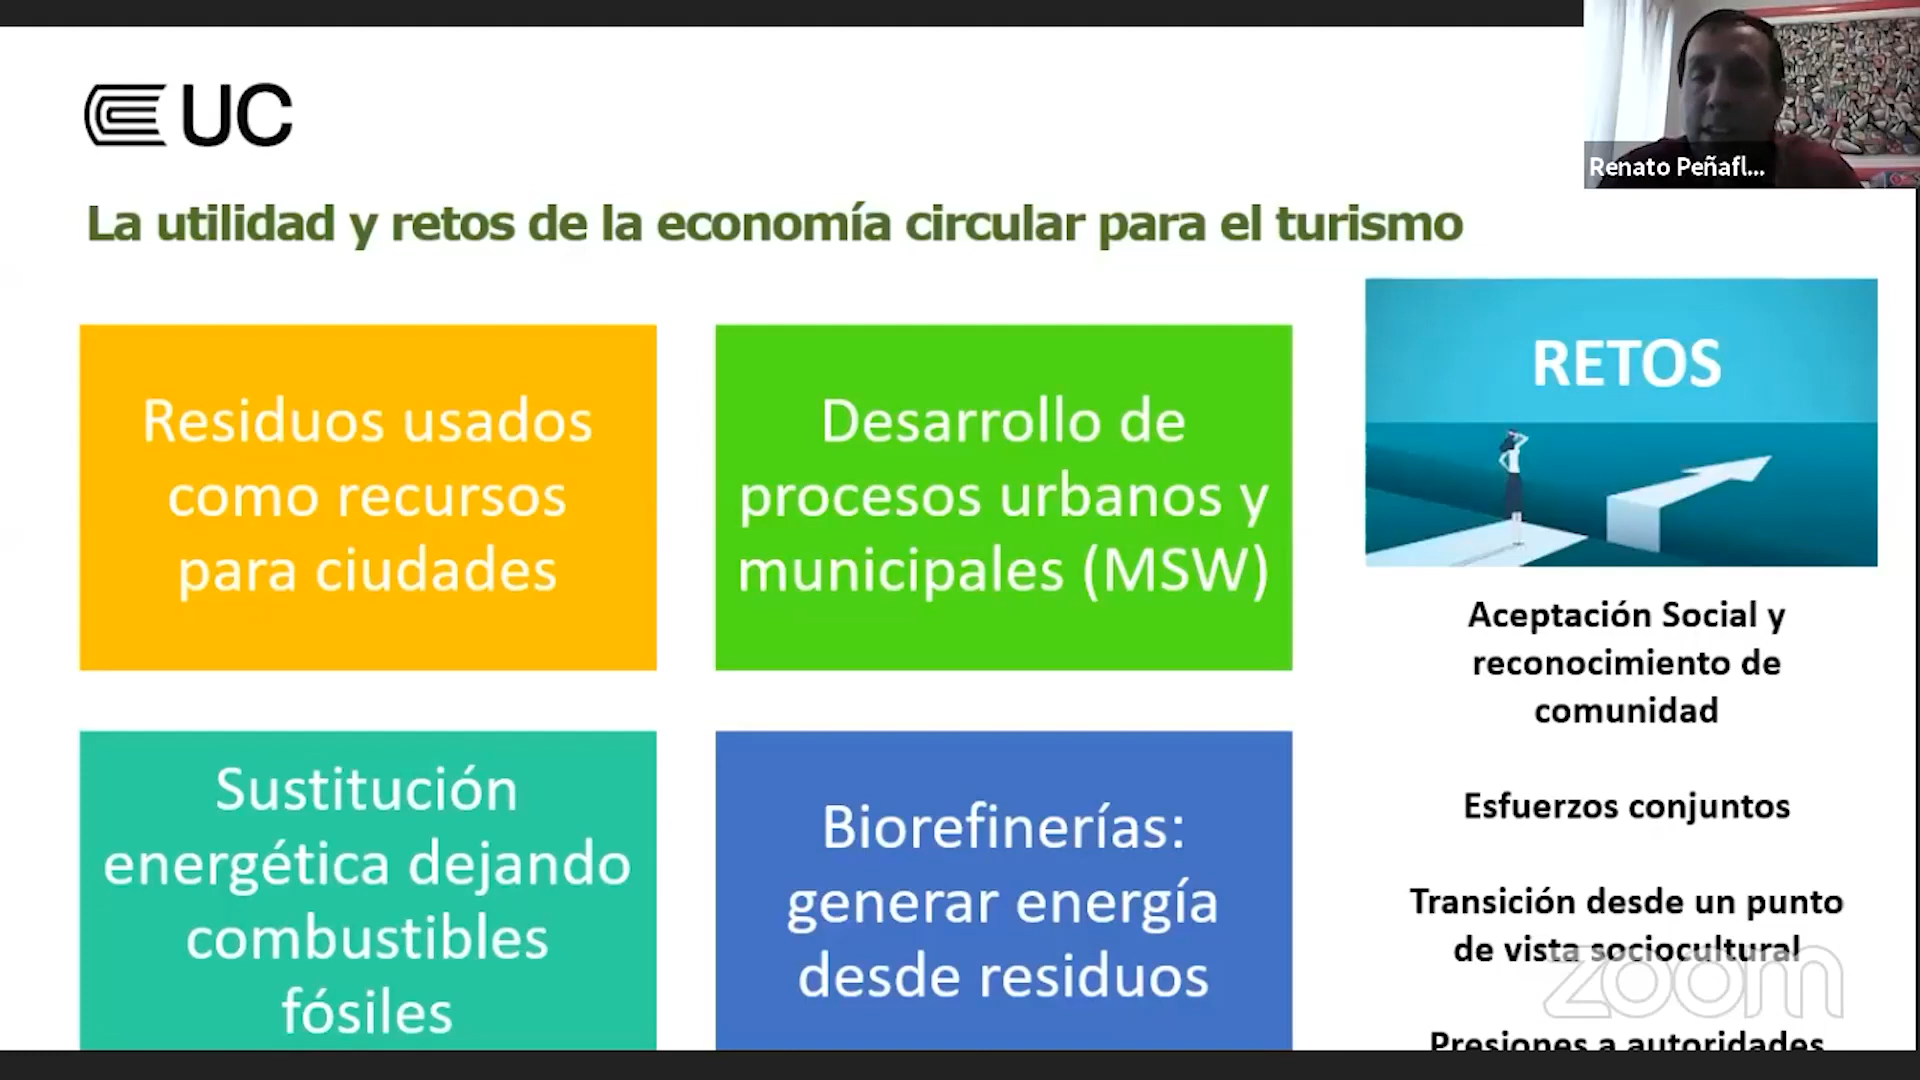 UC
Renato Peñafl...
La utilidad y retos de la economía circular para el turismo
Residuos usados
como recursos
para ciudades
Desarrollo de
procesos urbanos y
municipales (MSW)
Sustitución
energética dejando
combustibles
fósiles
Biorefinerías:
generar energía
desde residuos
RETOS
Aceptación Social y
reconocimiento de
comunidad
Esfuerzos conjuntos
Transición desde un punto
de vista sociocultural
Presiones a autoridades
zoom